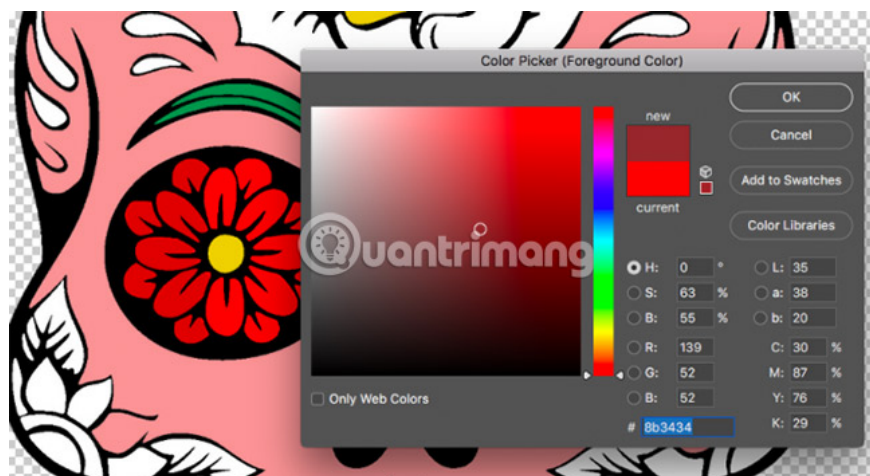 Color Picker (Foreground Color)
new
current
OK
Cancel
Add to Swatches
Color Libraries
Quantrimang
H: 0 °
S: 63 %
B: 55 %
R: 139
G: 52
B: 52
# 8b3434
L: 35
a: 38
b: 20
C: 30 %
M: 87 %
Y: 76 %
K: 29 %
Only Web Colors